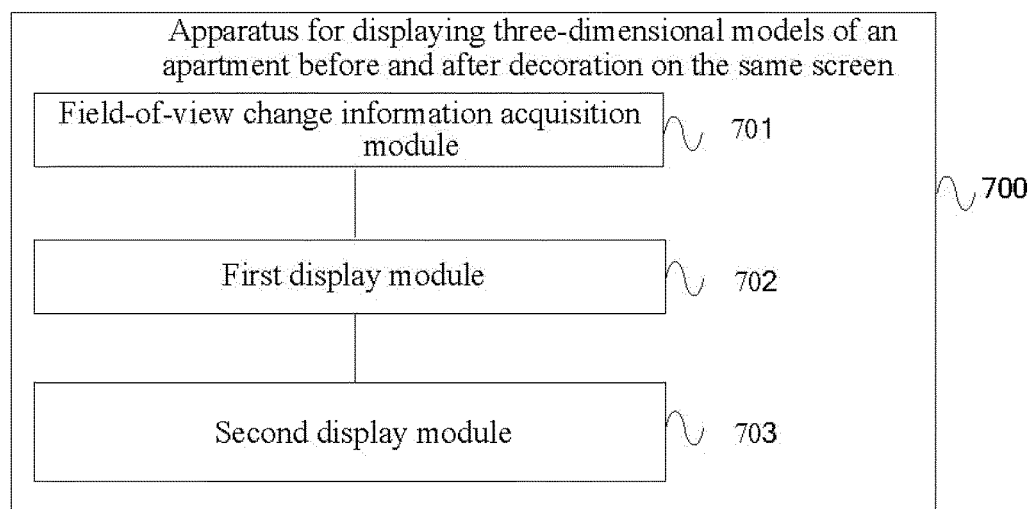 Apparatus for displaying three-dimensional models of an
apartment before and after decoration on the same screen
Field-of-view change information acquisition
module
701
700
First display module
702
Second display module
703